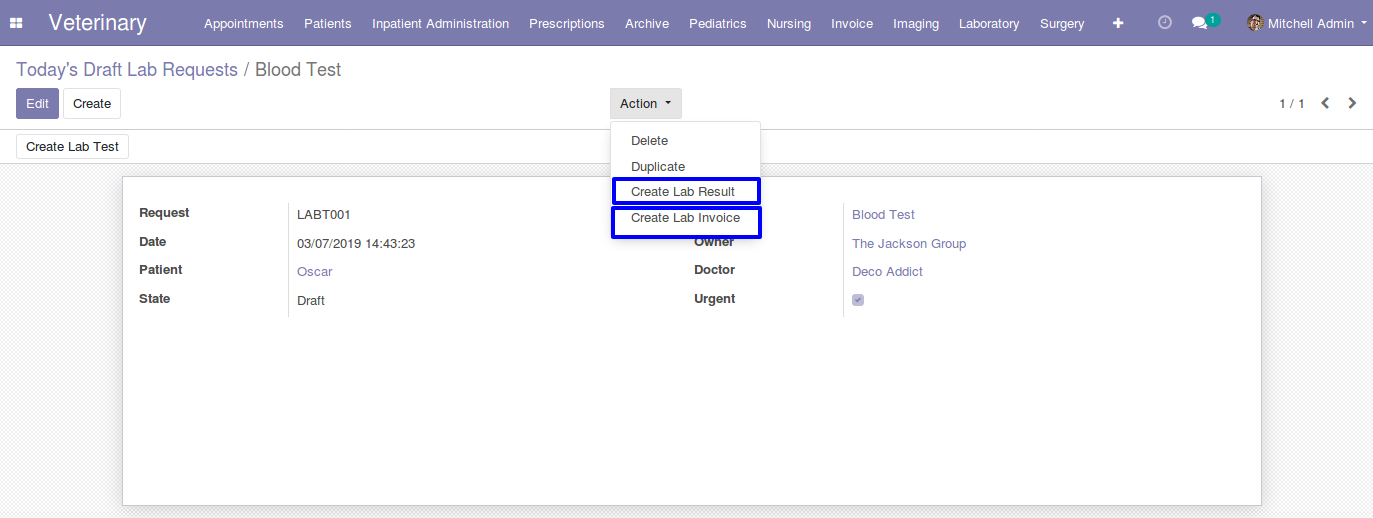 Veterinary Appointments Patients Inpatient Administration Prescriptions Archive Pediatrics Nursing Invoice Imaging Laboratory Surgery 1 Mitchell Admin
Today's Draft Lab Requests / Blood Test
Edit Create Action 1 / 1
Create Lab Test
Delete
Duplicate
Create Lab Result
Create Lab Invoice
Request LABT001 Blood Test
Date 03/07/2019 14:43:23 Owner The Jackson Group
Patient Oscar Doctor Deco Addict
State Draft Urgent